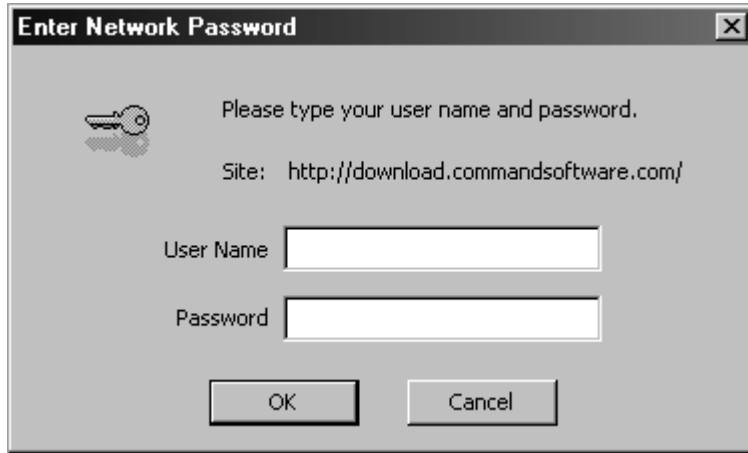 Enter Network Password
Please type your user name and password.
Site: http://download.commandsoftware.com/
User Name
Password
OK Cancel